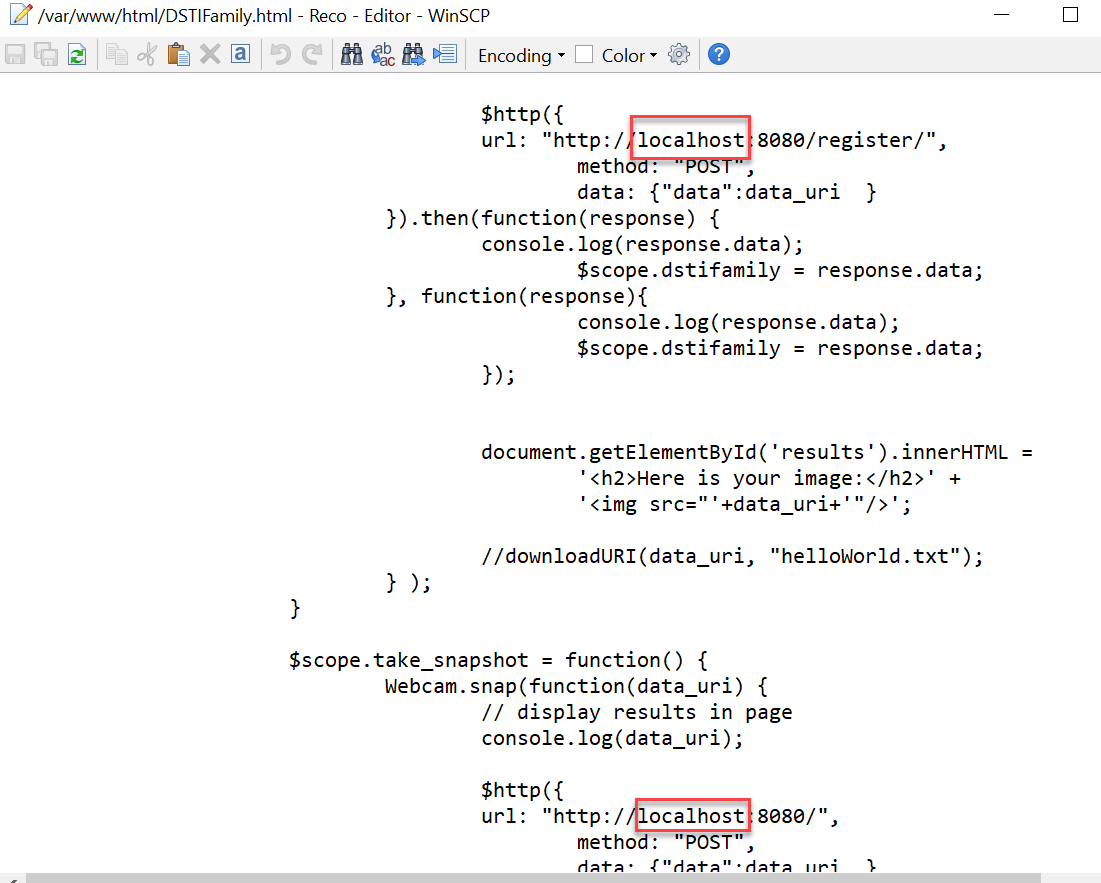 /var/www/html/DSTIFamily.html - Reco - Editor - WinSCP
Encoding Color
$http({
url: "http://localhost:8080/register/",
method: "POST",
data: {"data":data_uri  }
}).then(function(response) {
console.log(response.data);
$scope.dstifamily = response.data;
}, function(response){
console.log(response.data);
$scope.dstifamily = response.data;
});
document.getElementById('results').innerHTML =
'<h2>Here is your image:</h2>' +
'<img src="'+data_uri+'"/>';
//downloadURI(data_uri, "helloWorld.txt");
} );
}
$scope.take_snapshot = function() {
Webcam.snap(function(data_uri) {
// display results in page
console.log(data_uri);
$http({
url: "http://localhost:8080/",
method: "POST",
data: {"data":data_uri  }